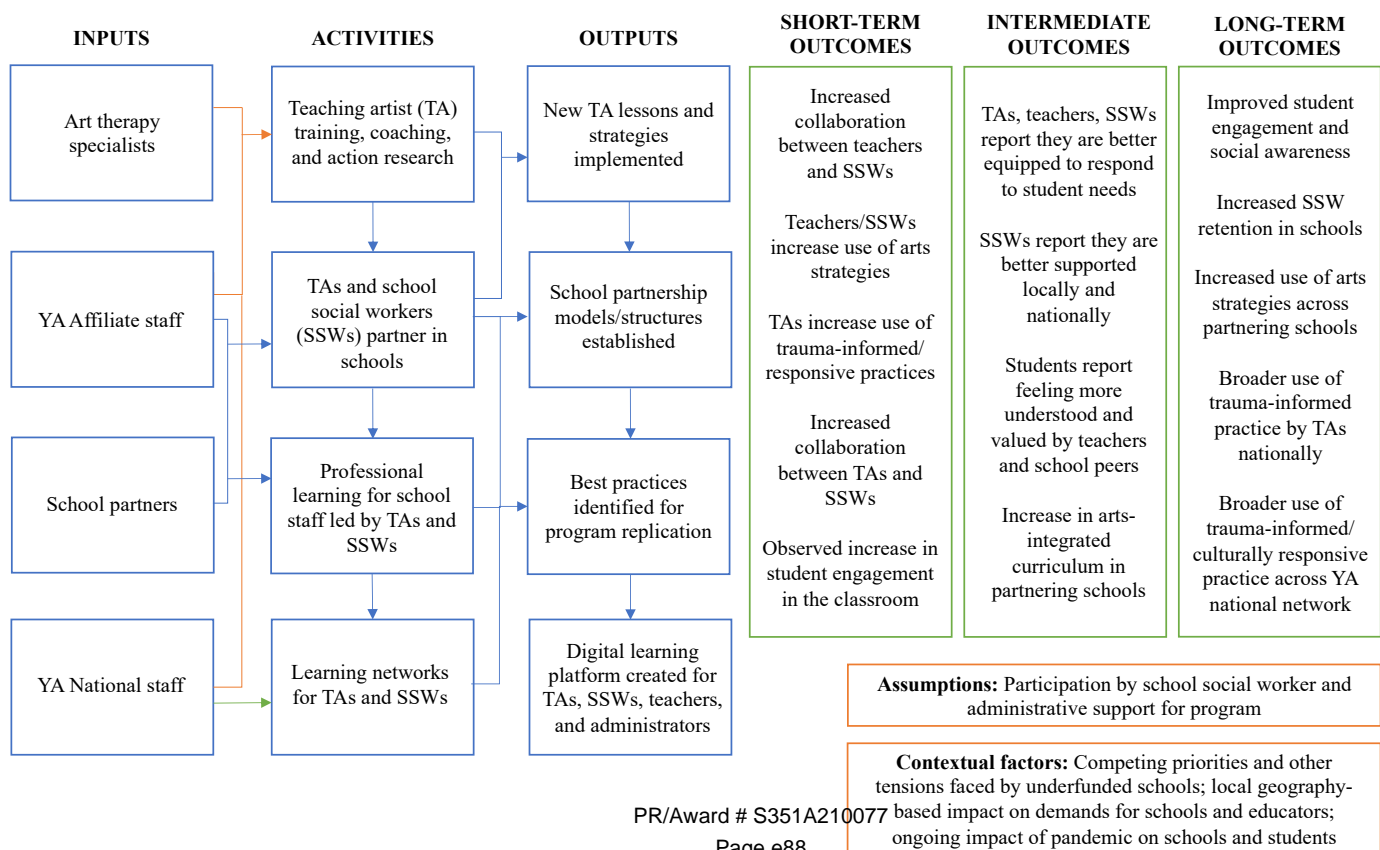 INPUTS
ACTIVITIES
OUTPUTS
SHORT-TERM
OUTCOMES
INTERMEDIATE
OUTCOMES
LONG-TERM
OUTCOMES
Art therapy
specialists
YA Affiliate staff
School partners
YA National staff
Teaching artist (TA)
training, coaching,
and action research
TAs and school
social workers
(SSWs) partner in
schools
Professional
learning for school
staff led by TAs and
SSWs
Learning networks
for TAs and SSWs
New TA lessons and
strategies
implemented
School partnership
models/structures
established
Best practices
identified for
program replication
Digital learning
platform created for
TAs, SSWs, teachers,
and administrators
Increased
collaboration
between teachers
and SSWs
Teachers/SSWs
increase use of arts
strategies
TAs increase use of
trauma-informed/
responsive practices
Increased
collaboration
between TAs and
SSWs
Observed increase in
student engagement
in the classroom
TAs, teachers, SSWs
report they are better
equipped to respond
to student needs
SSWs report they are
better supported
locally and
nationally
Students report
feeling more
understood and
valued by teachers
and school peers
Increase in arts-
integrated
curriculum in
partnering schools
Improved student
engagement and
social awareness
Increased SSW
retention in schools
Increased use of arts
strategies across
partnering schools
Broader use of
trauma-informed
practice by TAs
nationally
Broader use of
trauma-informed/
culturally responsive
practice across YA
national network
Assumptions: Participation by school social worker and
administrative support for program
Contextual factors: Competing priorities and other
tensions faced by underfunded schools; local geography-
based impact on demands for schools and educators;
ongoing impact of pandemic on schools and students
PR/Award # S351A210077
Page e88